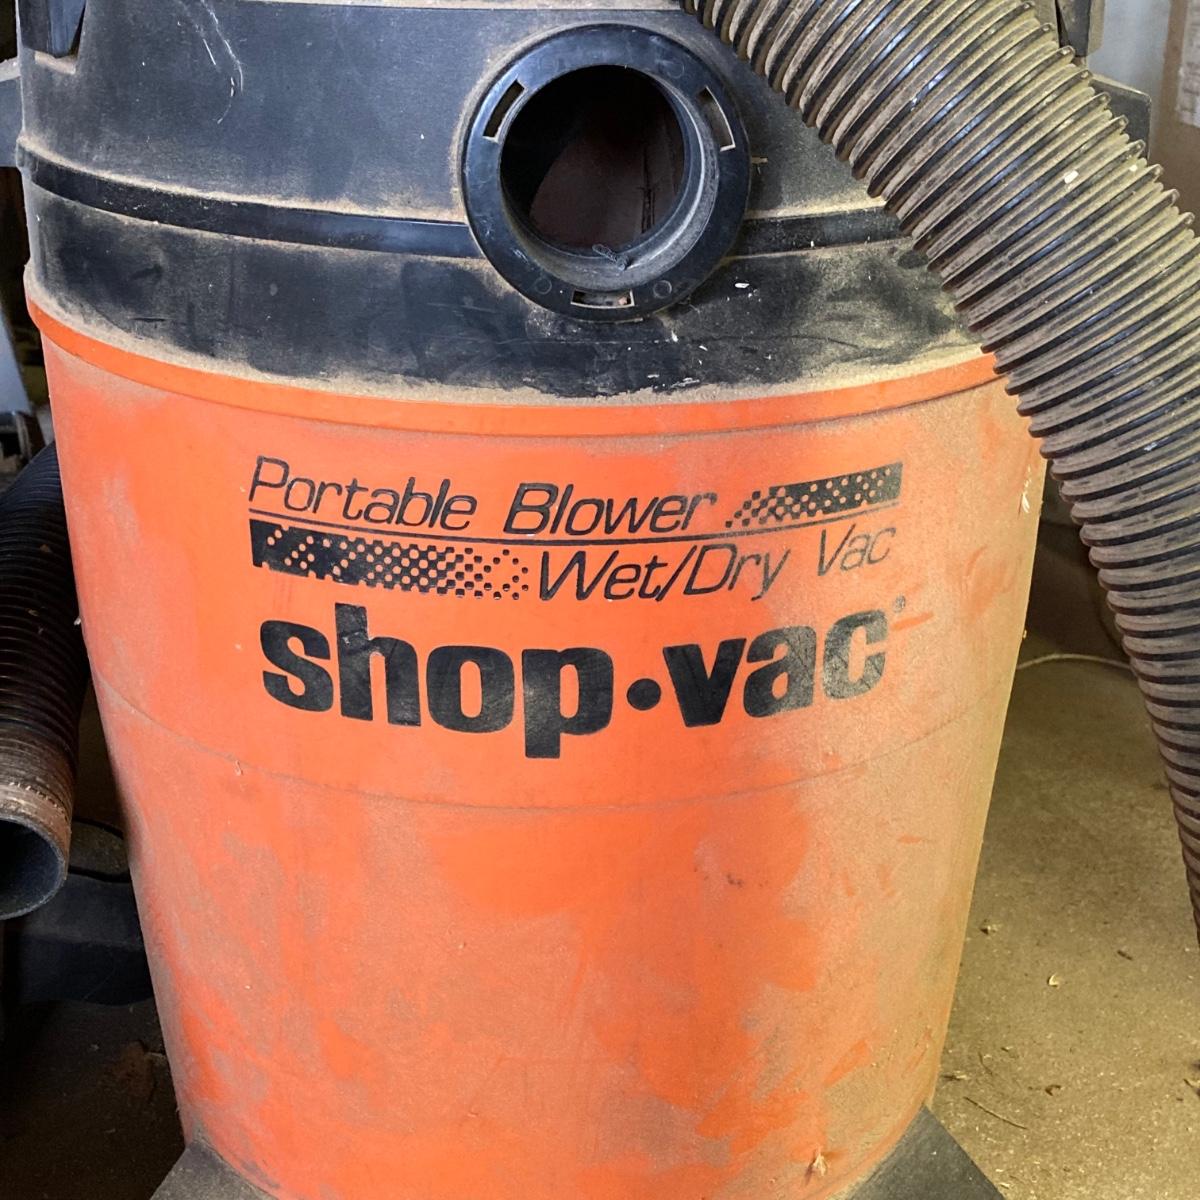 Portable Blower
Wet/Dry Vac
shop·vac®